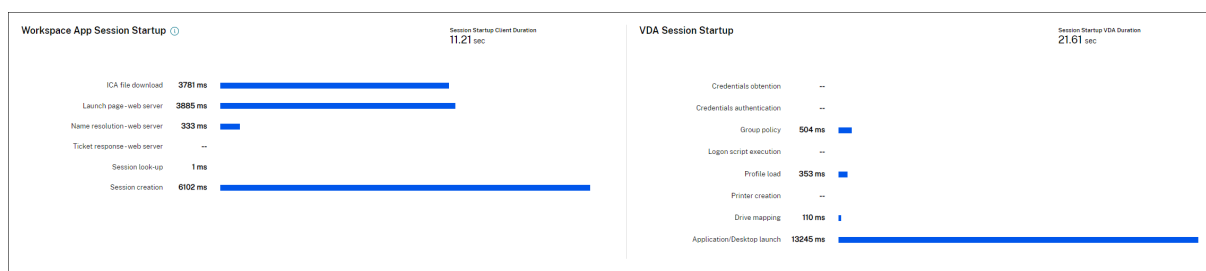 Workspace App Session Startup
Session Startup Client Duration
11.21 sec
ICA file download 3781 ms
Launch page-web server 3885 ms
Name resolution-web server 333 ms
Ticket response-web server --
Session look-up 1 ms
Session creation 6102 ms
VDA Session Startup
Session Startup VDA Duration
21.61 sec
Credentials obtention --
Credentials authentication --
Group policy 504 ms
Logon script execution --
Profile load 353 ms
Printer creation --
Drive mapping 110 ms
Application/Desktop launch 13245 ms